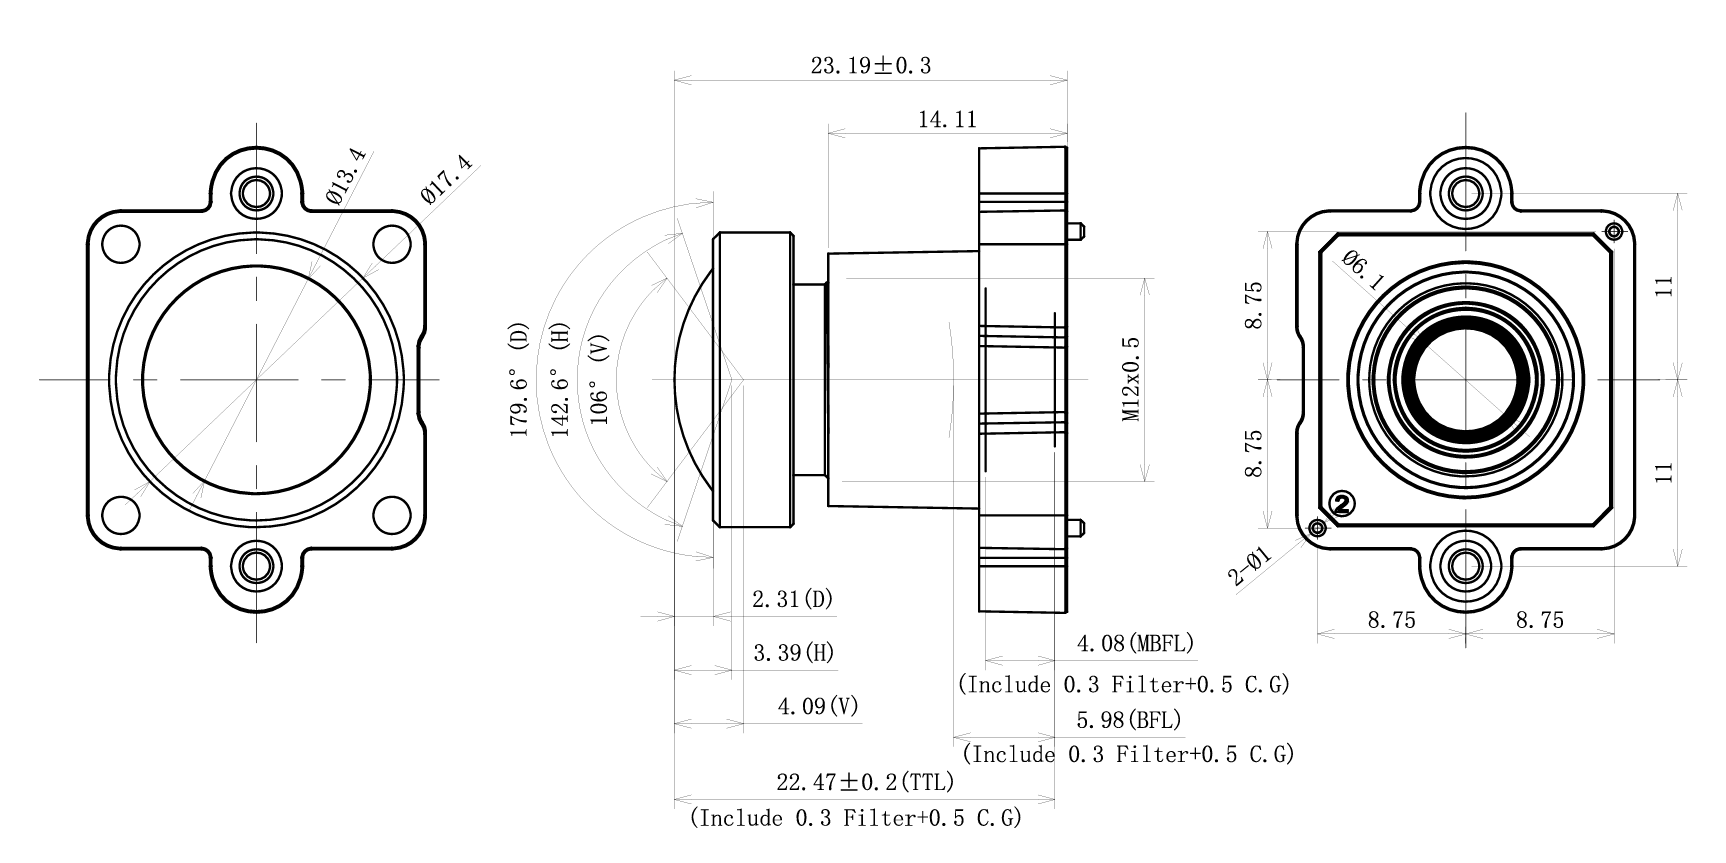 23.19±0.3
14.11
Ø13.4
Ø17.4
179.6° (D)
142.6° (H)
106° (V)
M12x0.5
2.31(D)
3.39(H)
4.09(V)
4.08(MBFL)
(Include 0.3 Filter+0.5 C.G)
5.98(BFL)
(Include 0.3 Filter+0.5 C.G)
22.47±0.2(TTL)
(Include 0.3 Filter+0.5 C.G)
Ø6.1
8.75
8.75
11
11
2
2-Ø1
8.75
8.75